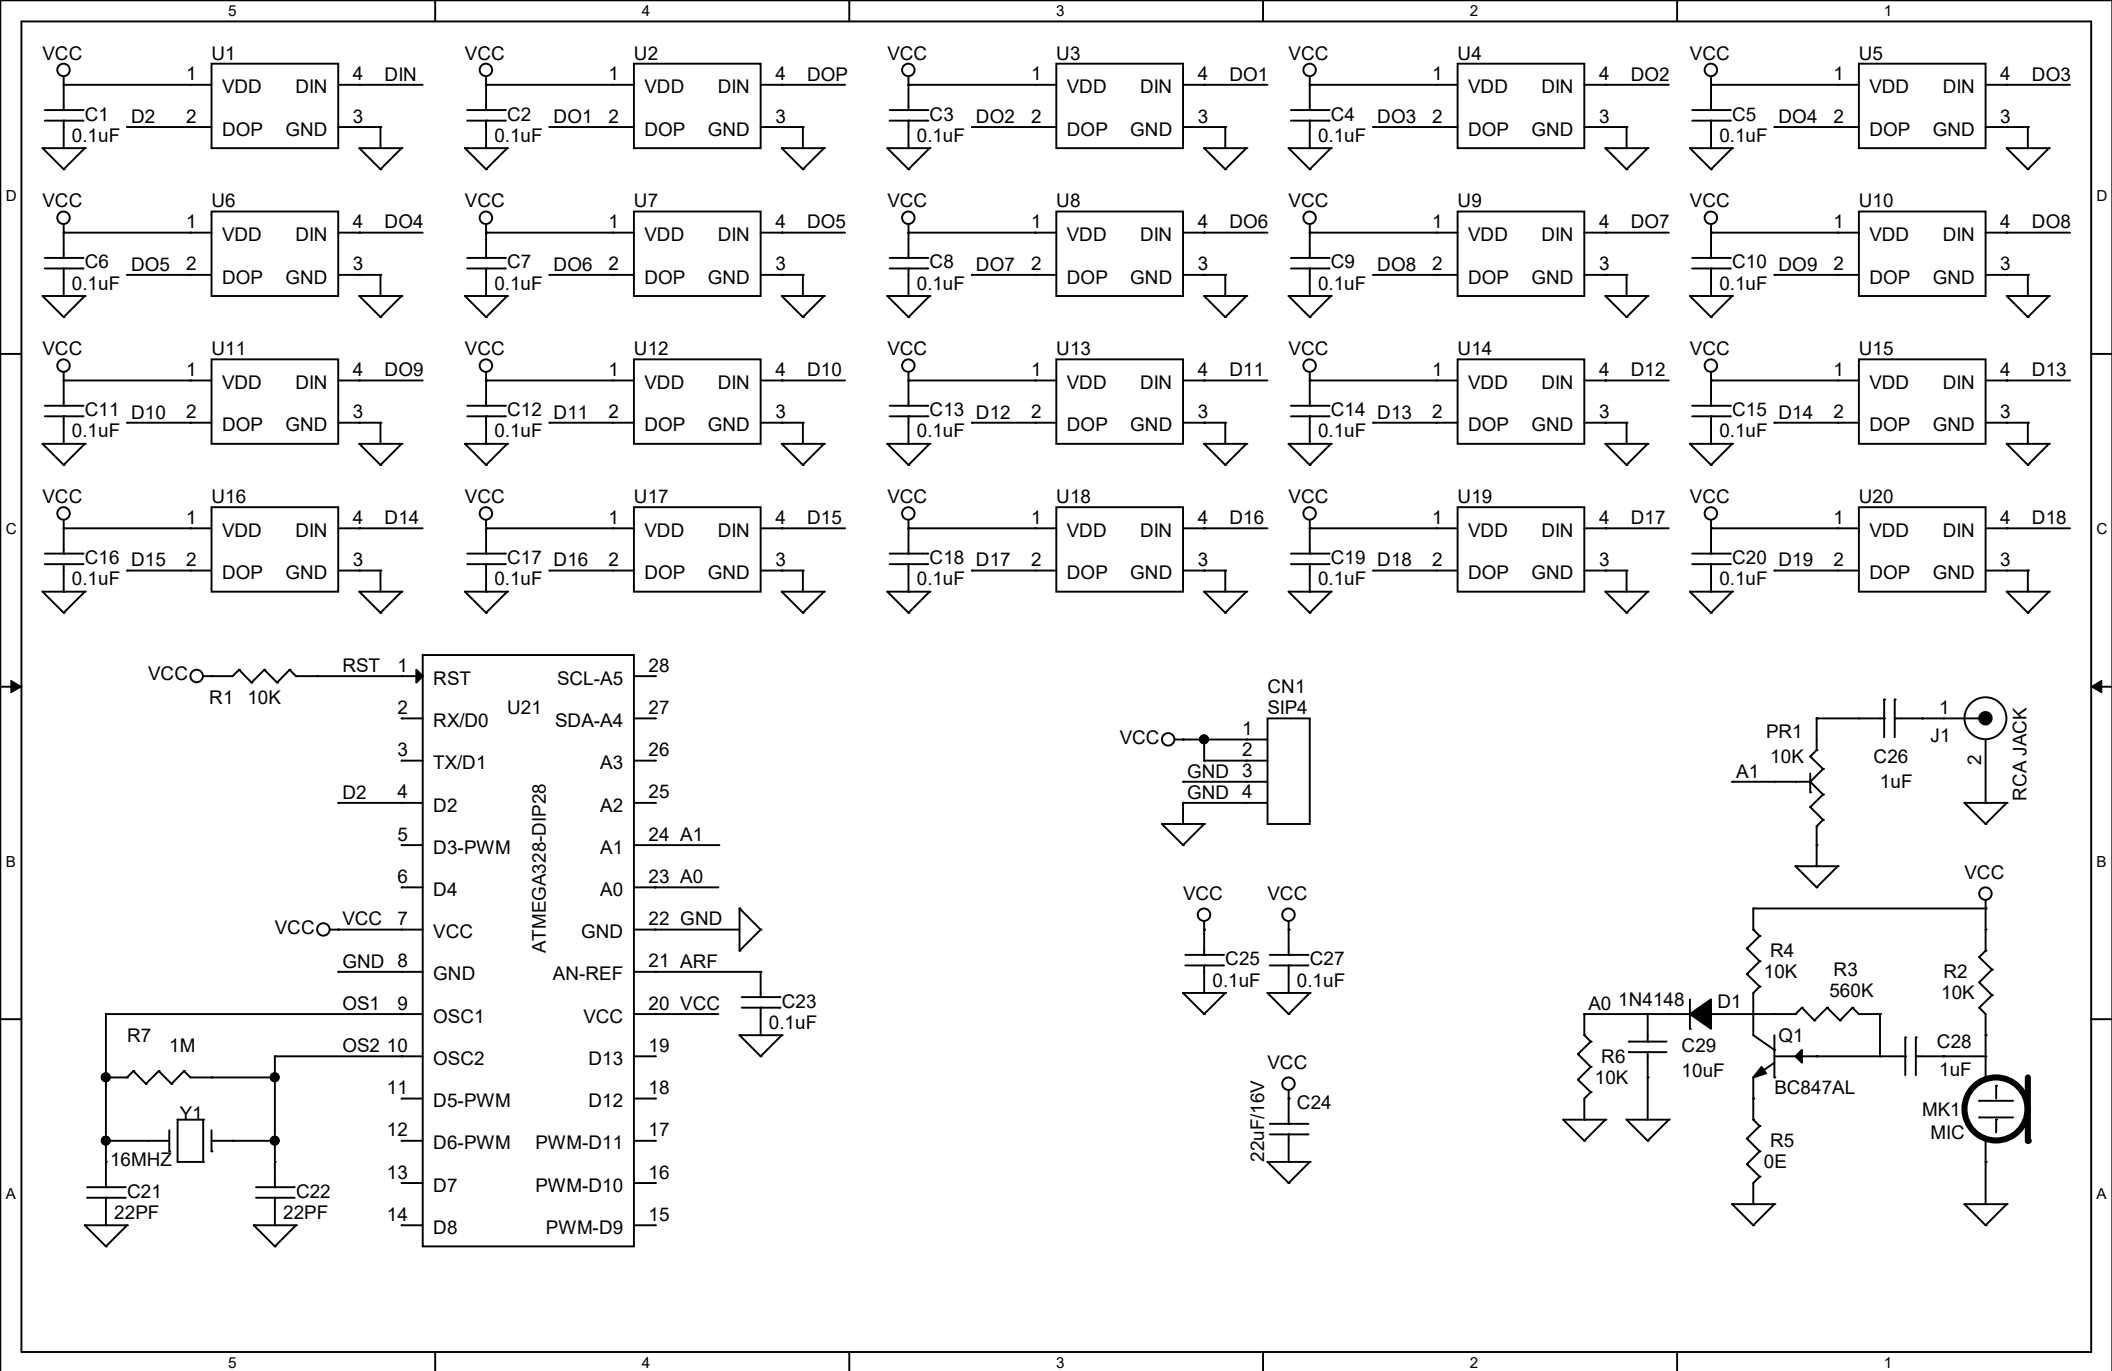 5 4 3 2 1
VCC U1 VCC U2 VCC U3 VCC U4 VCC U5
1 VDD DIN 4 DIN 1 VDD DIN 4 DOP 1 VDD DIN 4 DO1 1 VDD DIN 4 DO2 1 VDD DIN 4 DO3
C1 D2 2 DOP GND 3 C2 DO1 2 DOP GND 3 C3 DO2 2 DOP GND 3 C4 DO3 2 DOP GND 3 C5 DO4 2 DOP GND 3
0.1uF 0.1uF 0.1uF 0.1uF 0.1uF
D D
VCC U6 VCC U7 VCC U8 VCC U9 VCC U10
1 VDD DIN 4 DO4 1 VDD DIN 4 DO5 1 VDD DIN 4 DO6 1 VDD DIN 4 DO7 1 VDD DIN 4 DO8
C6 DO5 2 DOP GND 3 C7 DO6 2 DOP GND 3 C8 DO7 2 DOP GND 3 C9 DO8 2 DOP GND 3 C10 DO9 2 DOP GND 3
0.1uF 0.1uF 0.1uF 0.1uF 0.1uF
VCC U11 VCC U12 VCC U13 VCC U14 VCC U15
1 VDD DIN 4 DO9 1 VDD DIN 4 D10 1 VDD DIN 4 D11 1 VDD DIN 4 D12 1 VDD DIN 4 D13
C11 D10 2 DOP GND 3 C12 D11 2 DOP GND 3 C13 D12 2 DOP GND 3 C14 D13 2 DOP GND 3 C15 D14 2 DOP GND 3
0.1uF 0.1uF 0.1uF 0.1uF 0.1uF
VCC U16 VCC U17 VCC U18 VCC U19 VCC U20
C 1 VDD DIN 4 D14 1 VDD DIN 4 D15 1 VDD DIN 4 D16 1 VDD DIN 4 D17 1 VDD DIN 4 D18 C
C16 D15 2 DOP GND 3 C17 D16 2 DOP GND 3 C18 D17 2 DOP GND 3 C19 D18 2 DOP GND 3 C20 D19 2 DOP GND 3
0.1uF 0.1uF 0.1uF 0.1uF 0.1uF
VCC RST 1 RST SCL-A5 28
R1 10K
U21
ATMEGA328-DIP28
2 RX/D0 SDA-A4 27
3 TX/D1 A3 26
D2 4 D2 A2 25
5 D3-PWM A1 24 A1
6 D4 A0 23 A0
VCC VCC 7 VCC GND 22 GND
GND 8 GND AN-REF 21 ARF
OS1 9 OSC1 VCC 20 VCC
C23
0.1uF
OS2 10 OSC2 D13 19
11 D5-PWM D12 18
12 D6-PWM PWM-D11 17
13 D7 PWM-D10 16
14 D8 PWM-D9 15
R7
1M
Y1
16MHZ
C21 C22
22PF 22PF
CN1
SIP4
VCC 1
2
GND 3
GND 4
VCC VCC
C25 C27
0.1uF 0.1uF
VCC
22uF/16V C24
PR1
10K
A1
C26
1uF
1
J1
2
RCA JACK
B B
VCC
R4
10K
R3
560K
R2
10K
A0 1N4148 D1
R6
10K
C29
10uF
Q1
BC847AL
C28
1uF
MK1
MIC
R5
0E
A A
5 4 3 2 1